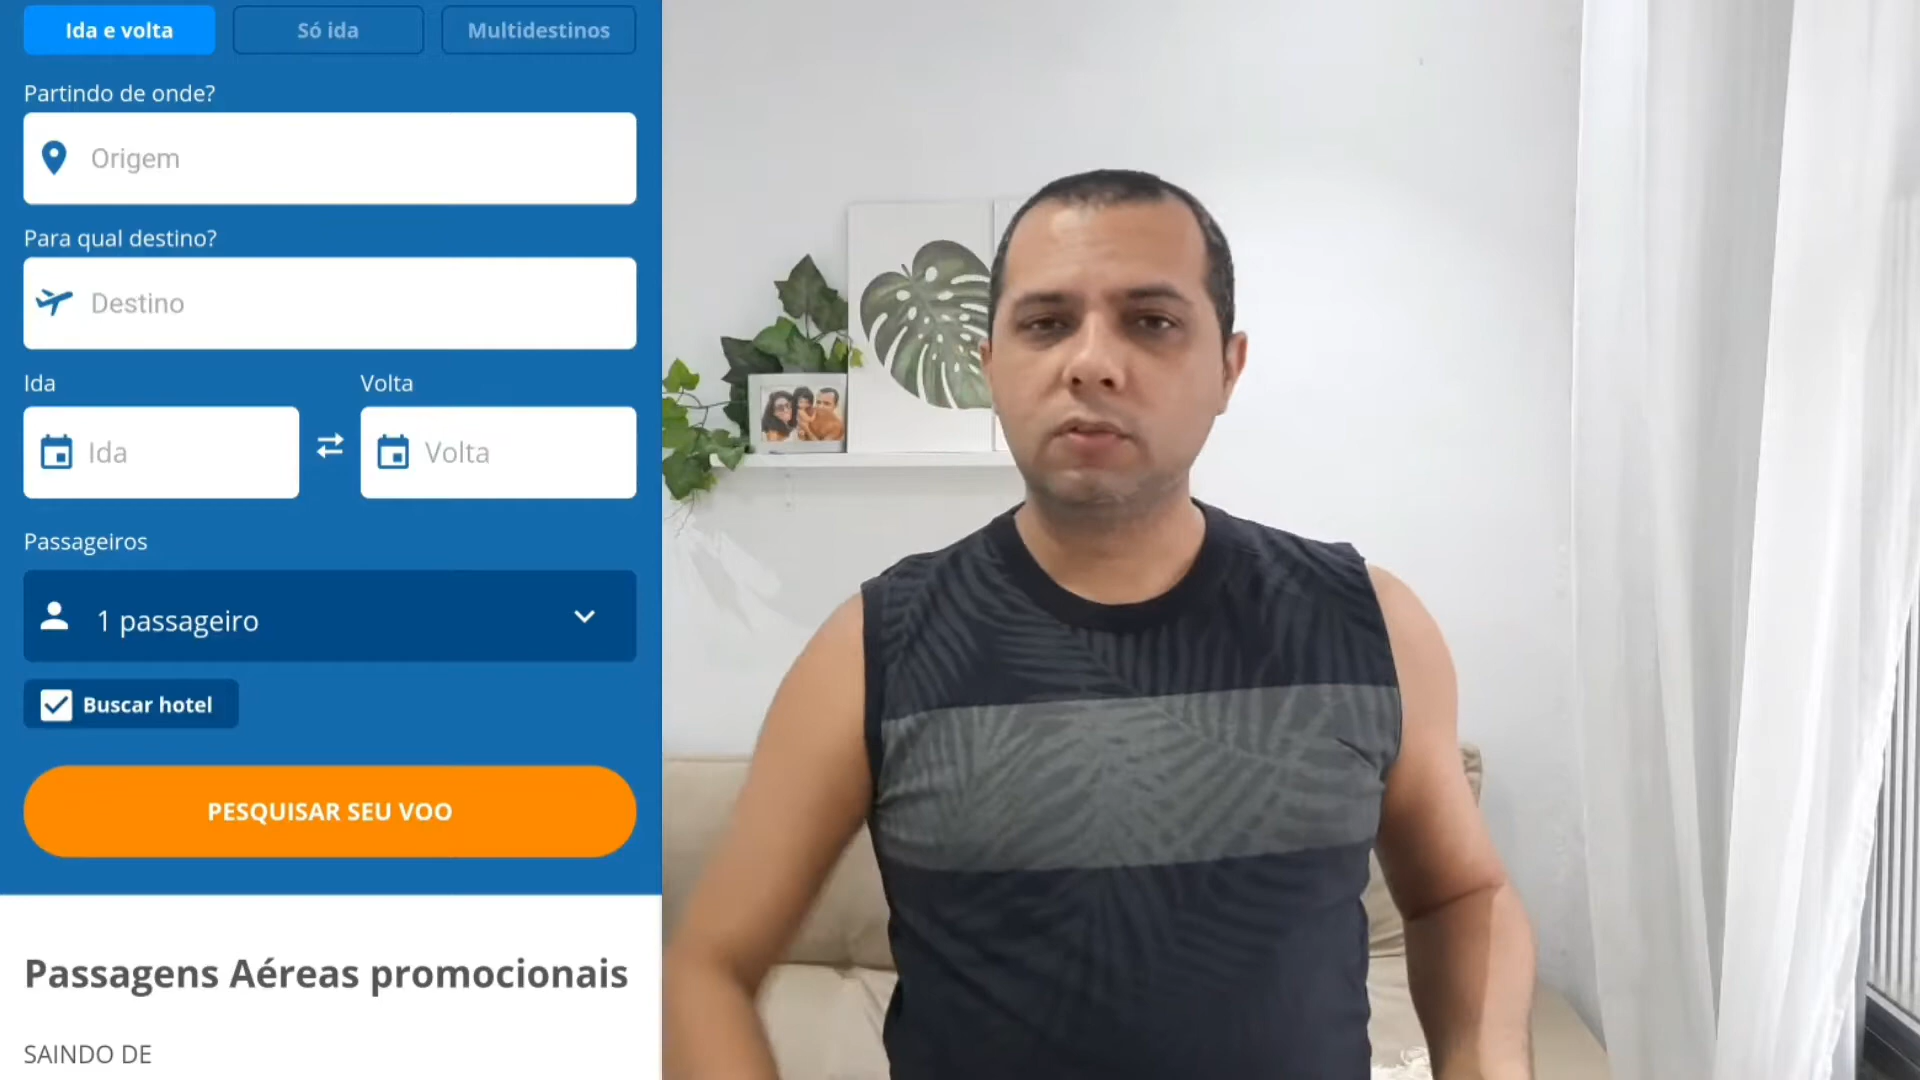 Ida e volta
Só ida
Multidestinos
Partindo de onde?
Origem
Para qual destino?
Destino
Ida
Volta
Ida
Volta
Passageiros
1 passageiro
Buscar hotel
PESQUISAR SEU VOO
Passagens Aéreas promocionais
SAINDO DE